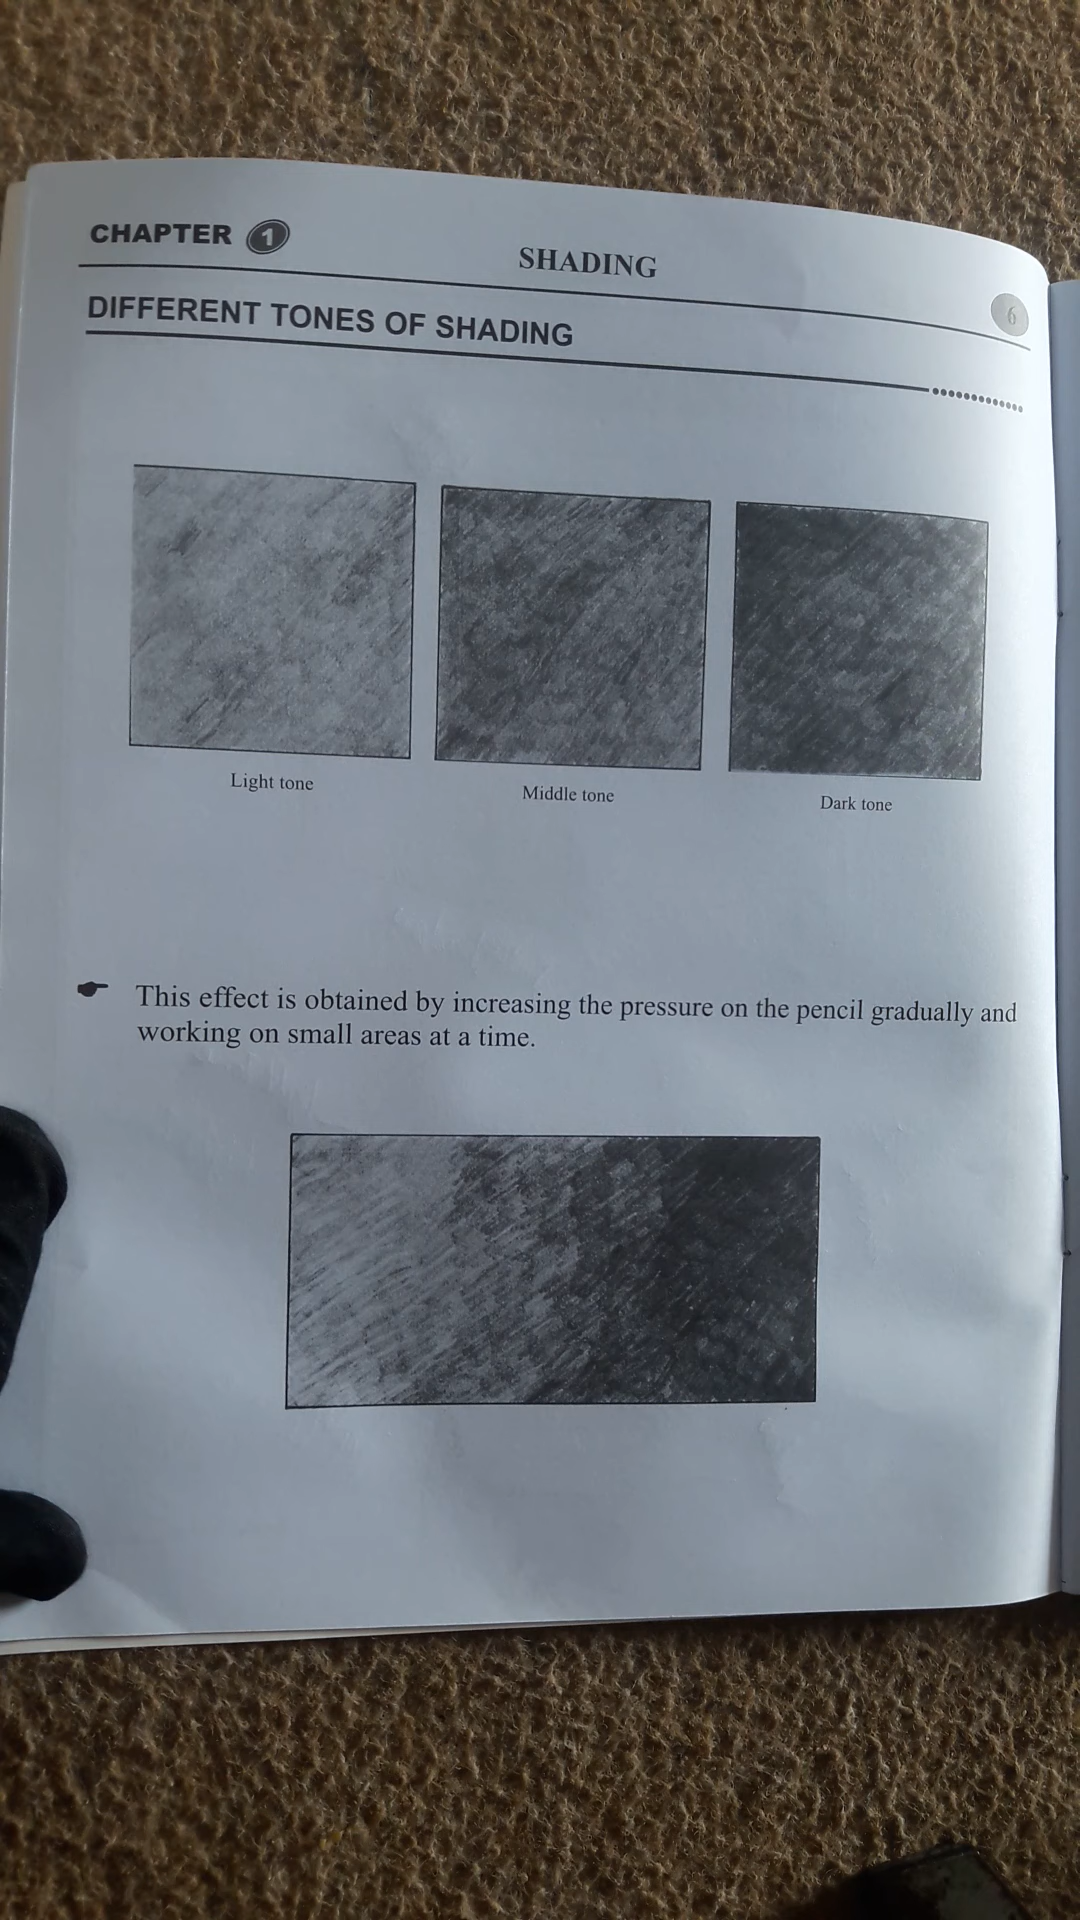 CHAPTER 1
SHADING
6
DIFFERENT TONES OF SHADING
Light tone
Middle tone
Dark tone
This effect is obtained by increasing the pressure on the pencil gradually and
working on small areas at a time.